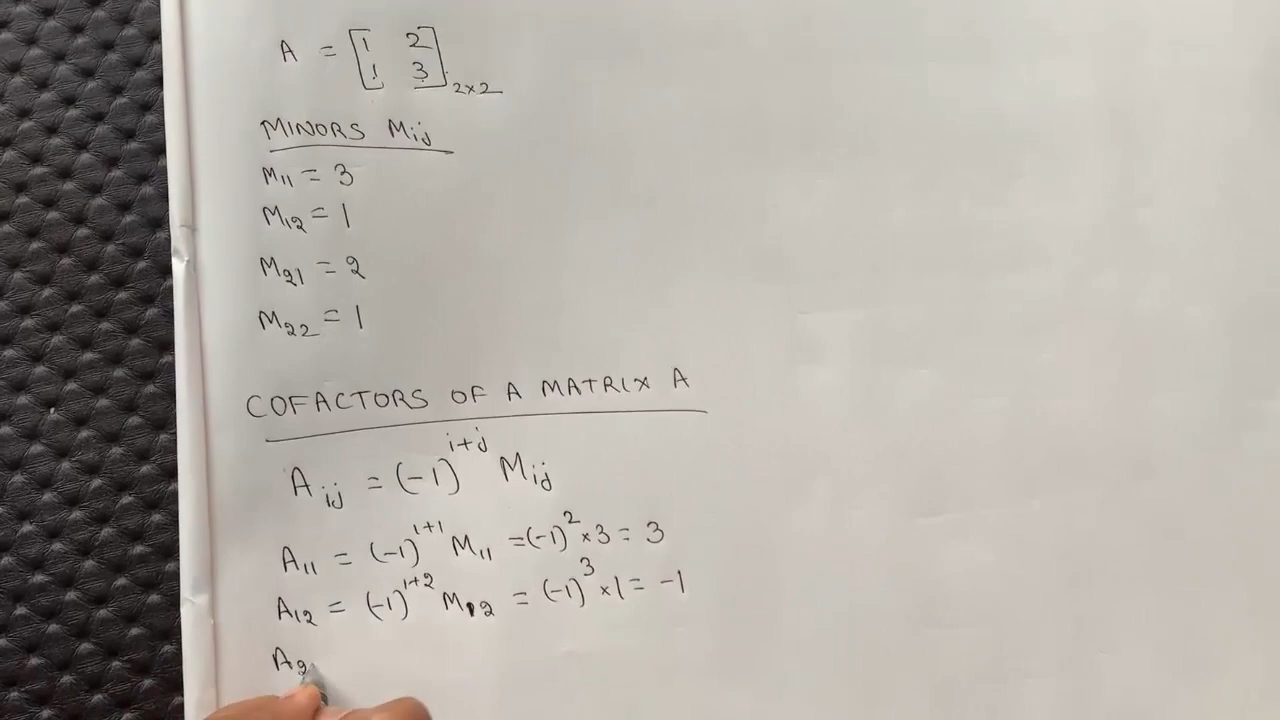 A = [1 2
1 3]2×2
MINORS Mij
M11 = 3
M12 = 1
M21 = 2
M22 = 1
COFACTORS OF A MATRIX A
Aij = (-1)^i+j Mij
A11 = (-1)^1+1 M11 = (-1)^2 × 3 = 3
A12 = (-1)^1+2 M12 = (-1)^3 × 1 = -1
A2